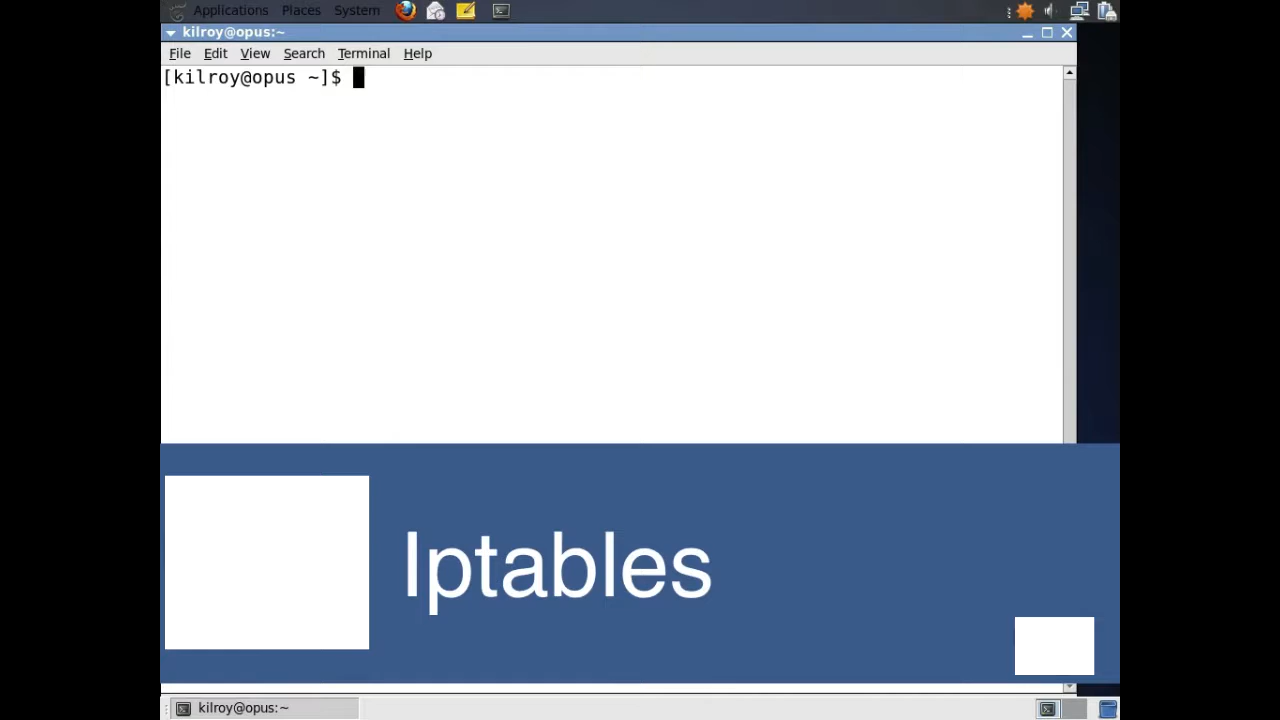 Applications Places System
kilroy@opus:~
File Edit View Search Terminal Help
[kilroy@opus ~]$
Iptables
kilroy@opus:~